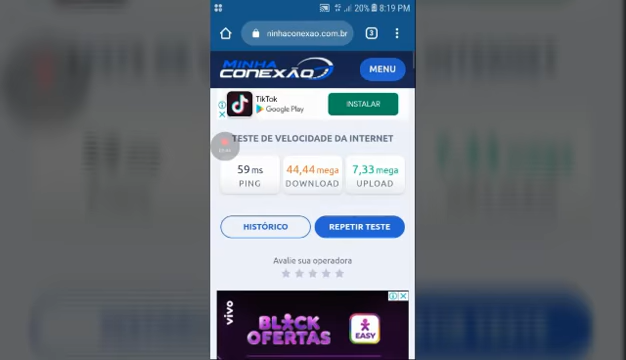 20% 8:19 PM
ninhaconexao.com.br
3
MINHA
CONEXÃO
MENU
TikTok
Google Play
INSTALAR
TESTE DE VELOCIDADE DA INTERNET
59 ms 44,44 mega 7,33 mega
PING DOWNLOAD UPLOAD
HISTÓRICO REPETIR TESTE
Avalie sua operadora
vivo
BLACK
OFERTAS
EASY